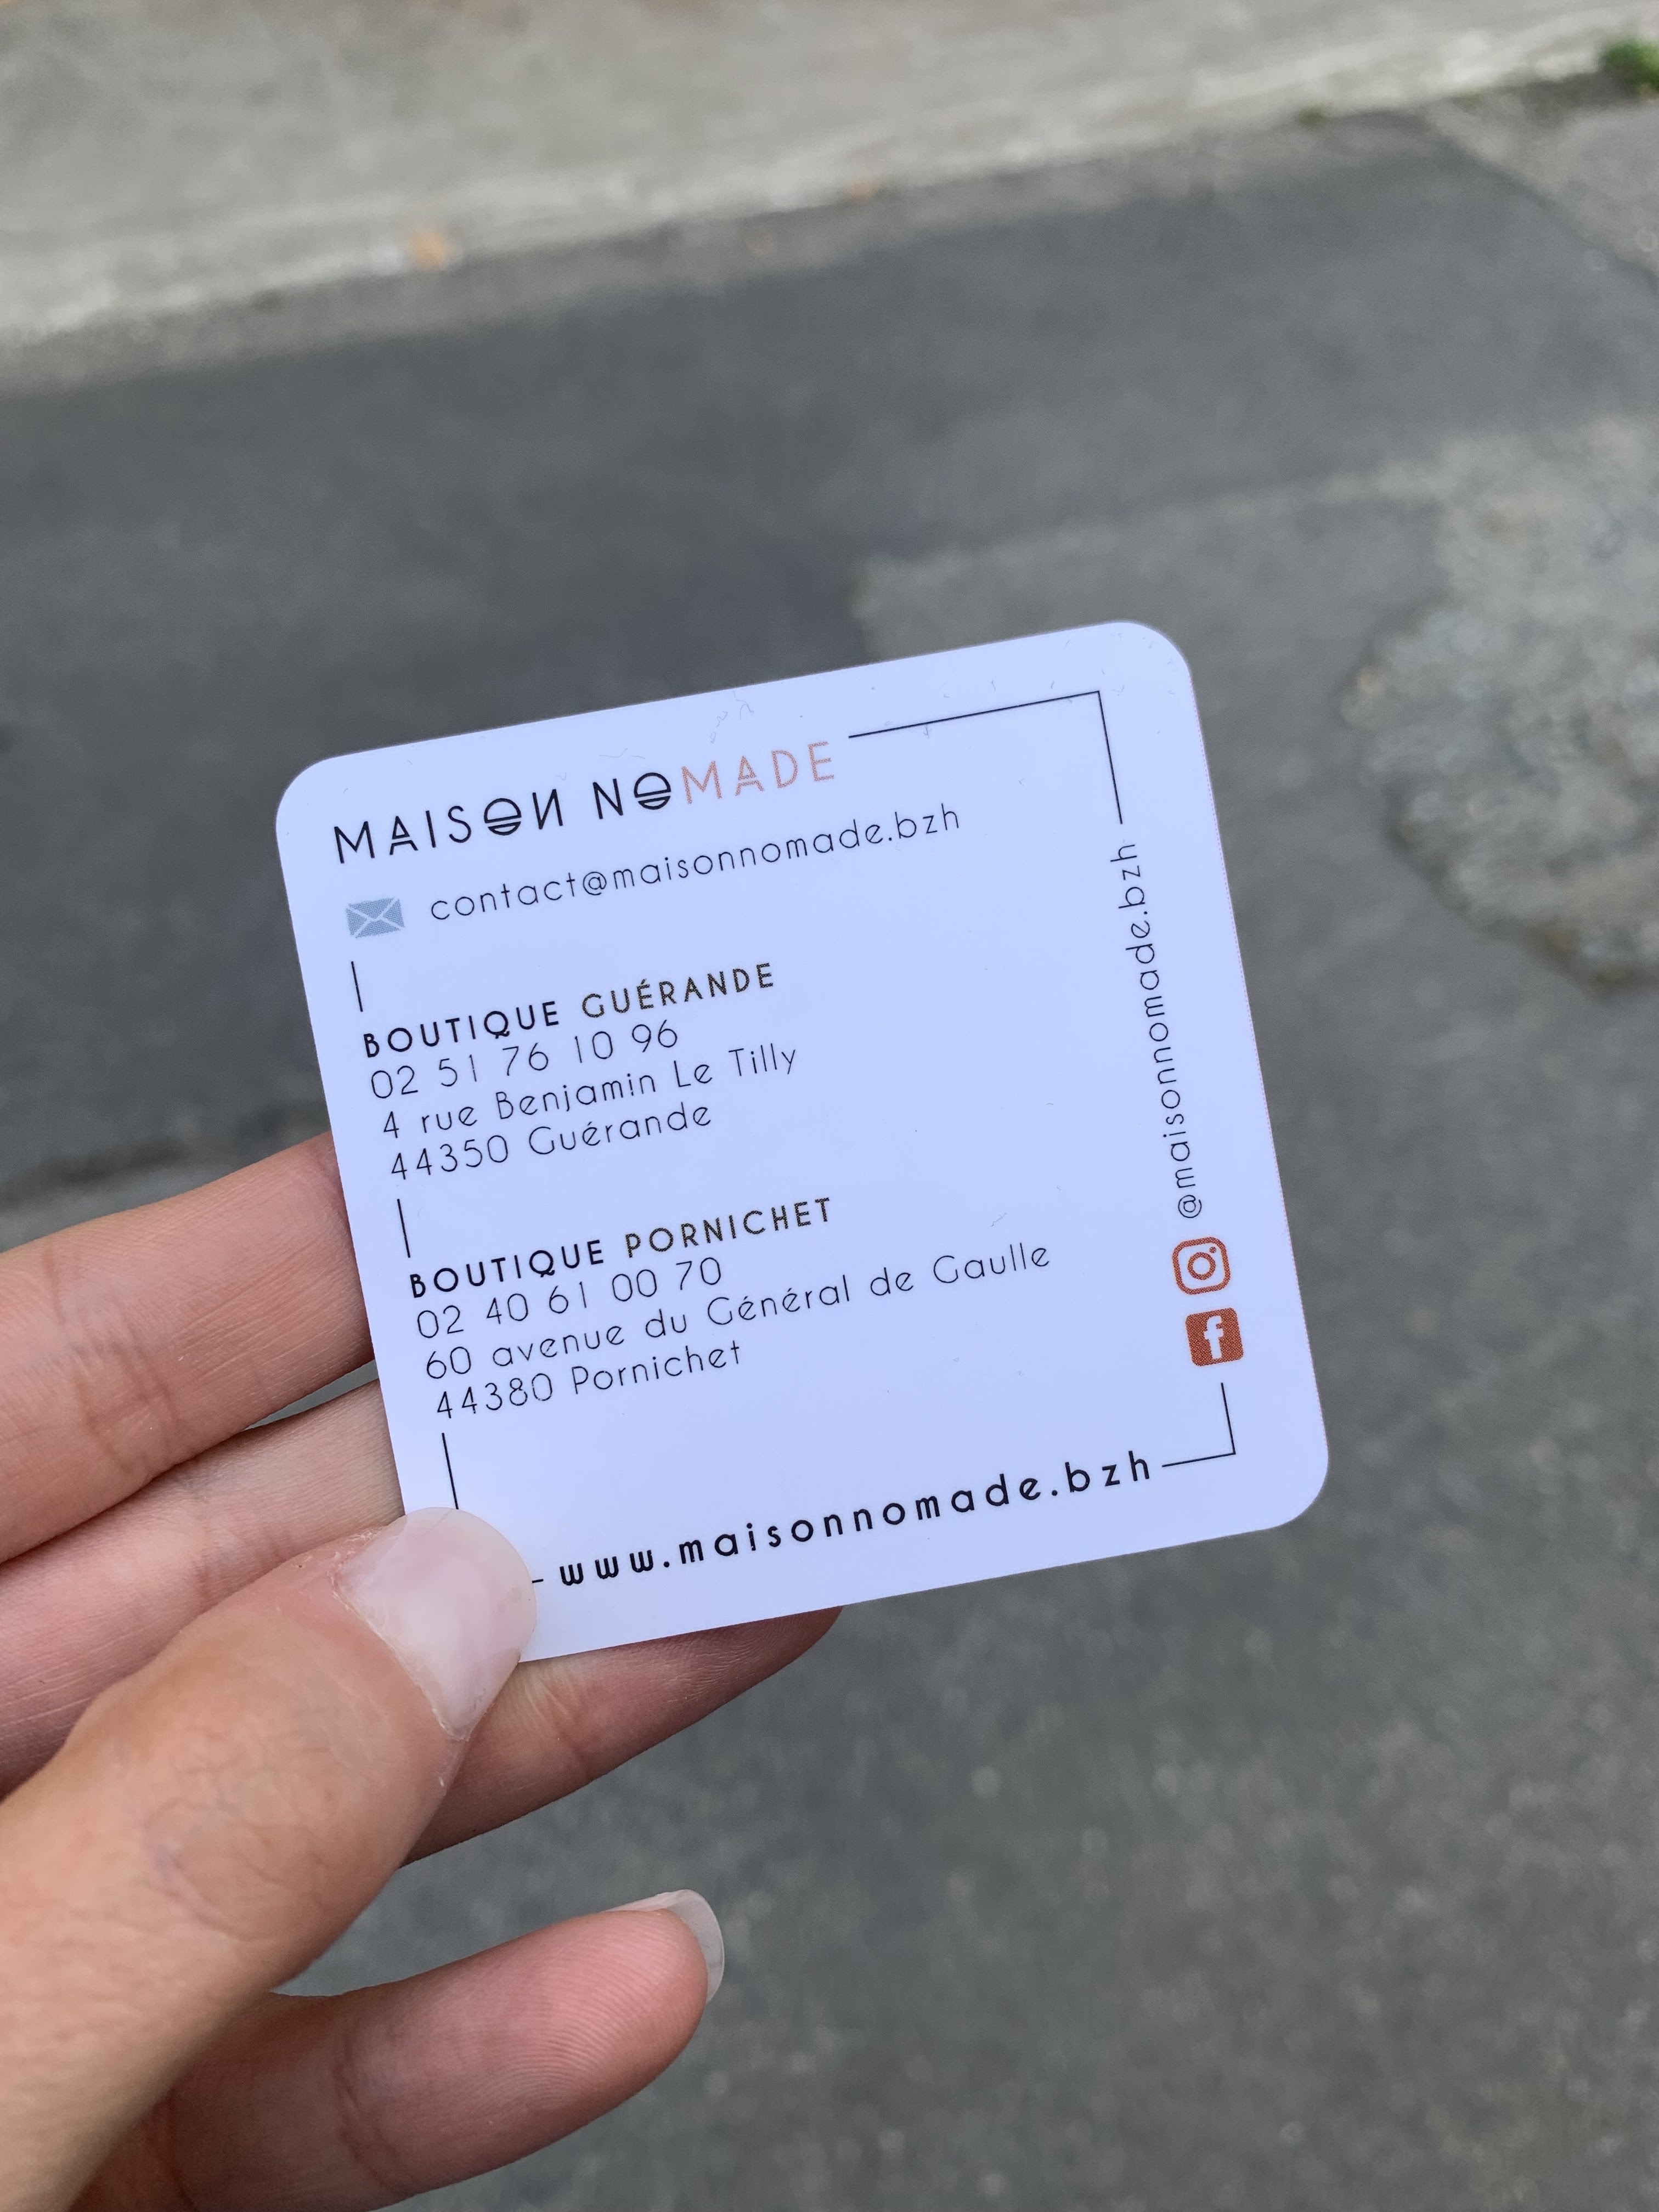 MAISON NOMADE
contact@maisonnomade.bzh
BOUTIQUE GUÉRANDE
02 51 76 10 96
4 rue Benjamin Le Tilly
44350 Guérande
BOUTIQUE PORNICHET
02 40 61 00 70
60 avenue du Général de Gaulle
44380 Pornichet
@maisonnomade.bzh
www.maisonnomade.bzh